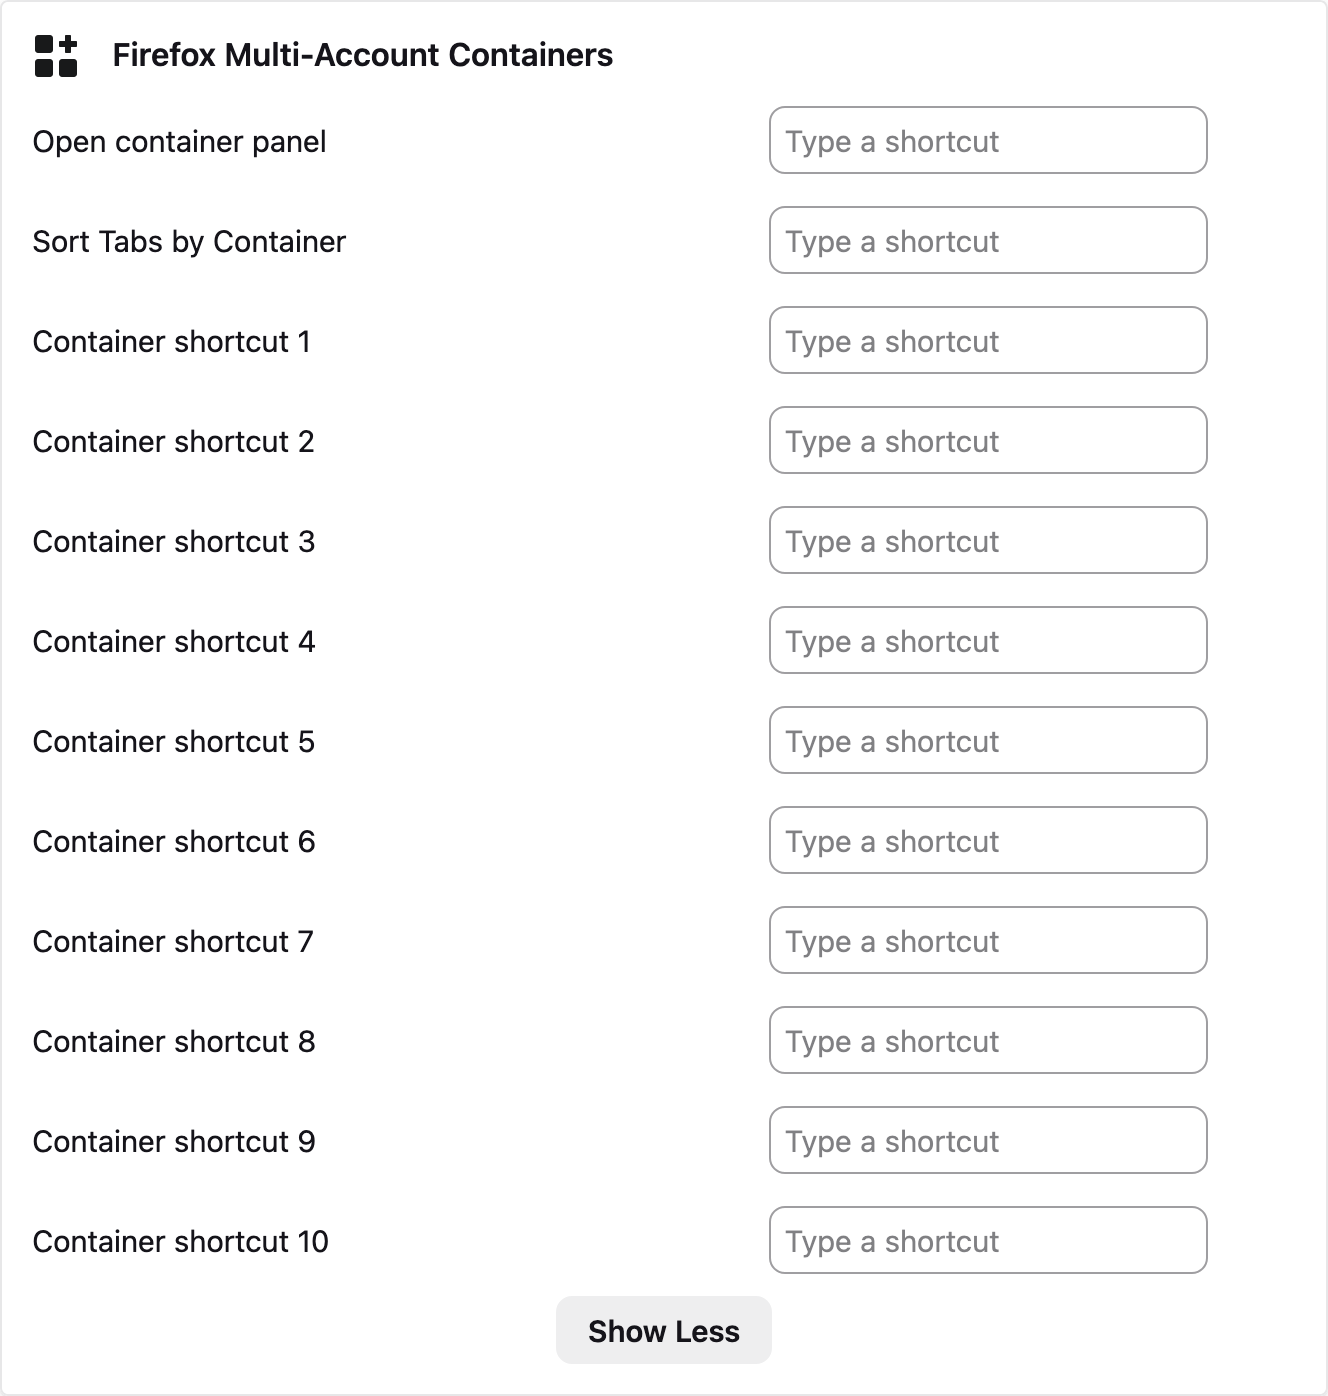 Firefox Multi-Account Containers
Open container panel Type a shortcut
Sort Tabs by Container Type a shortcut
Container shortcut 1 Type a shortcut
Container shortcut 2 Type a shortcut
Container shortcut 3 Type a shortcut
Container shortcut 4 Type a shortcut
Container shortcut 5 Type a shortcut
Container shortcut 6 Type a shortcut
Container shortcut 7 Type a shortcut
Container shortcut 8 Type a shortcut
Container shortcut 9 Type a shortcut
Container shortcut 10 Type a shortcut
Show Less